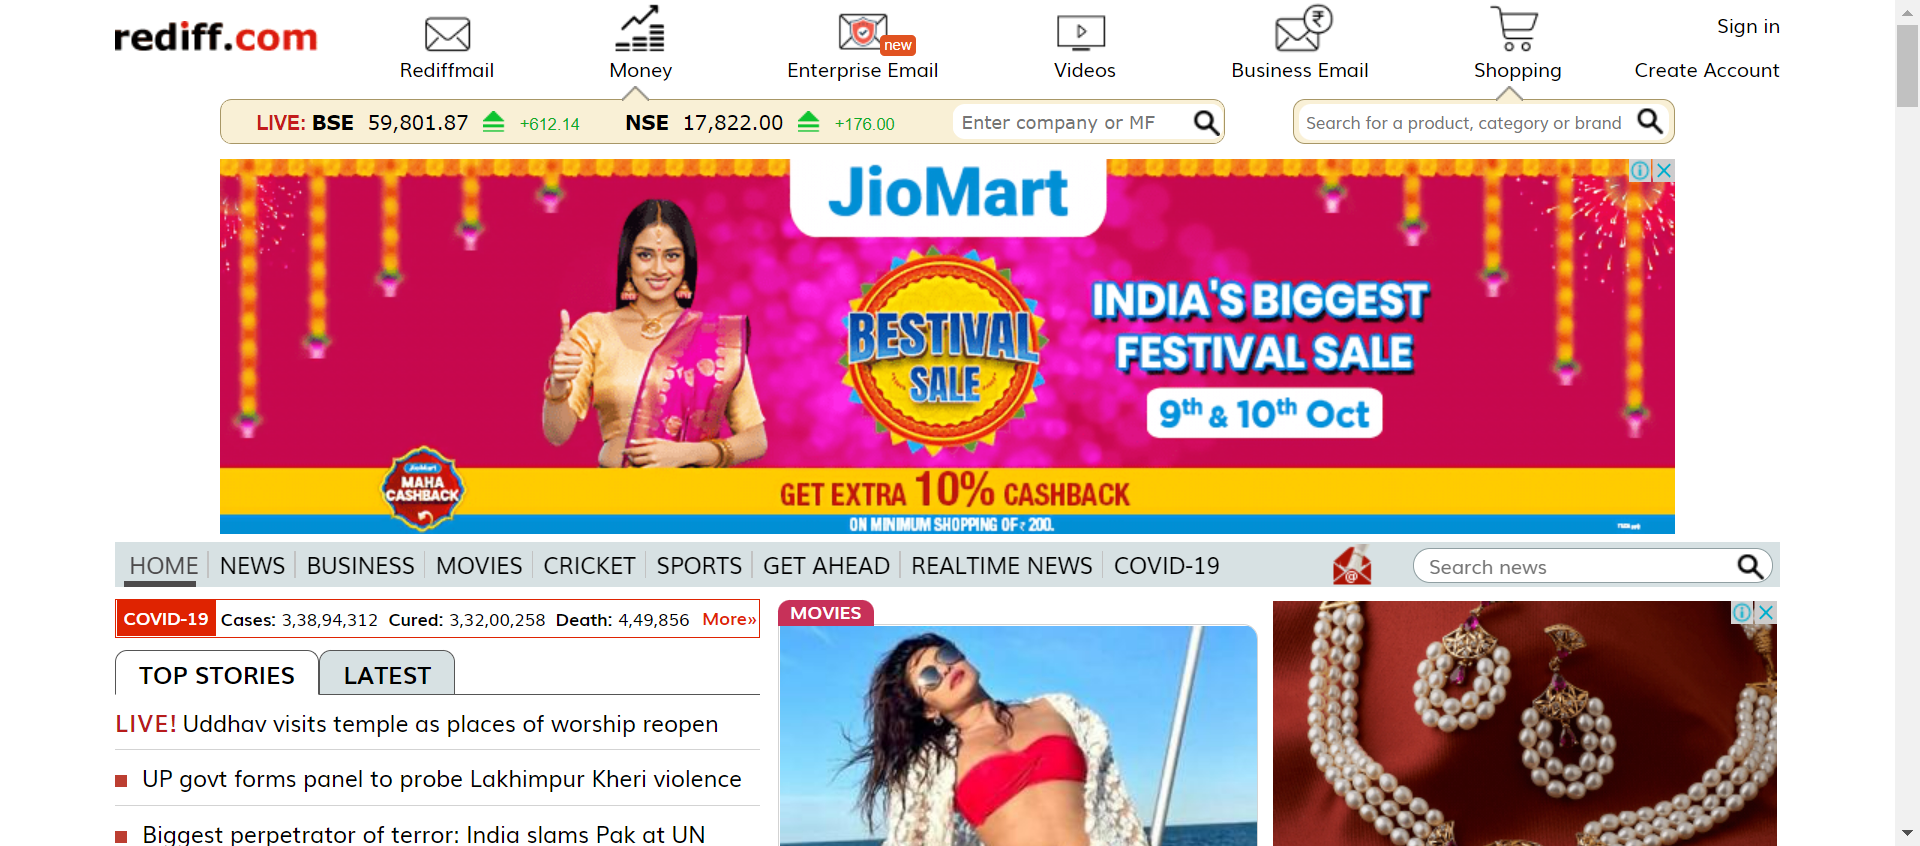 rediff.com
Rediffmail
Money
new
Enterprise Email
Videos
₹
Business Email
Shopping
Sign in
Create Account
LIVE: BSE 59,801.87 +612.14 NSE 17,822.00 +176.00
Enter company or MF
Search for a product, category or brand
JioMart
BESTIVAL
SALE
INDIA'S BIGGEST
FESTIVAL SALE
9th & 10th Oct
JioMart
MAHA
CASHBACK
GET EXTRA 10% CASHBACK
ON MINIMUM SHOPPING OF ₹ 200.
HOME NEWS BUSINESS MOVIES CRICKET SPORTS GET AHEAD REALTIME NEWS COVID-19
@
Search news
COVID-19 Cases: 3,38,94,312 Cured: 3,32,00,258 Death: 4,49,856 More»
TOP STORIES LATEST
LIVE! Uddhav visits temple as places of worship reopen
UP govt forms panel to probe Lakhimpur Kheri violence
Biggest perpetrator of terror: India slams Pak at UN
MOVIES